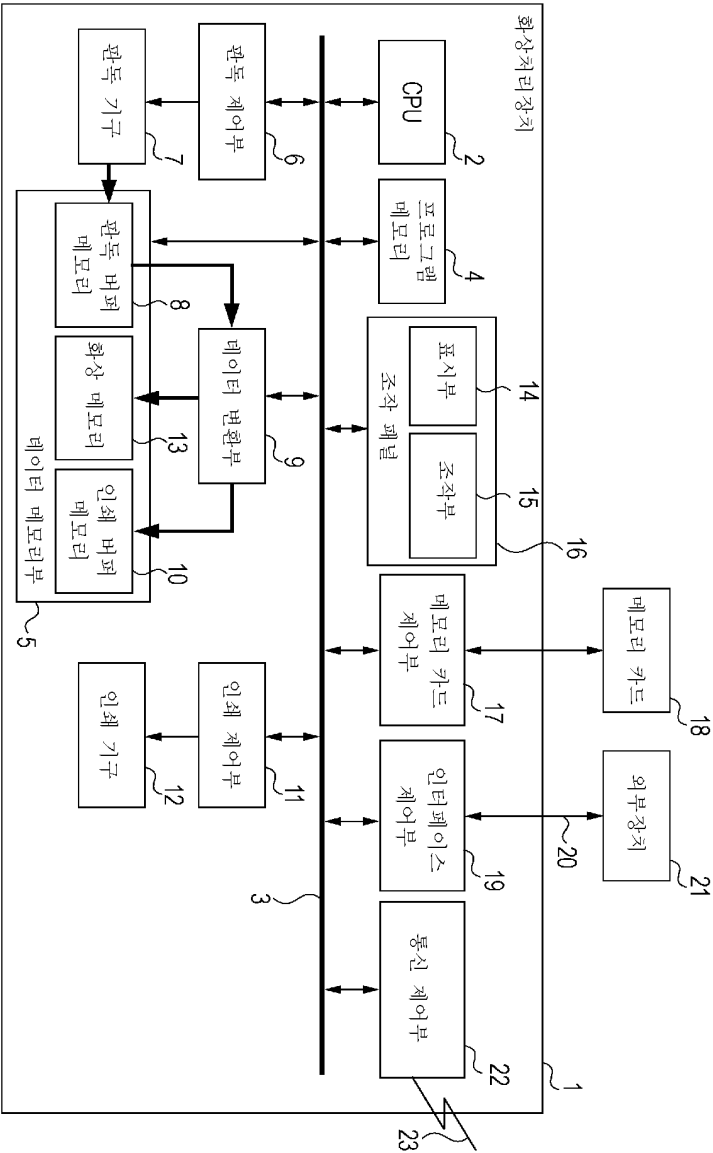 18
메모리 카드
21
외부장치
20
1
화상처리장치
CPU
2
프로그램
메모리
4
표시부
14
조작부
15
조작 패널
16
메모리 카드
제어부
17
인터페이스
제어부
19
통신 제어부
22
23
3
판독 제어부
6
데이터 변환부
9
인쇄 제어부
11
판독 기구
7
판독 버퍼
메모리
8
화상 메모리
13
인쇄 버퍼
메모리
10
데이터 메모리부
5
인쇄 기구
12